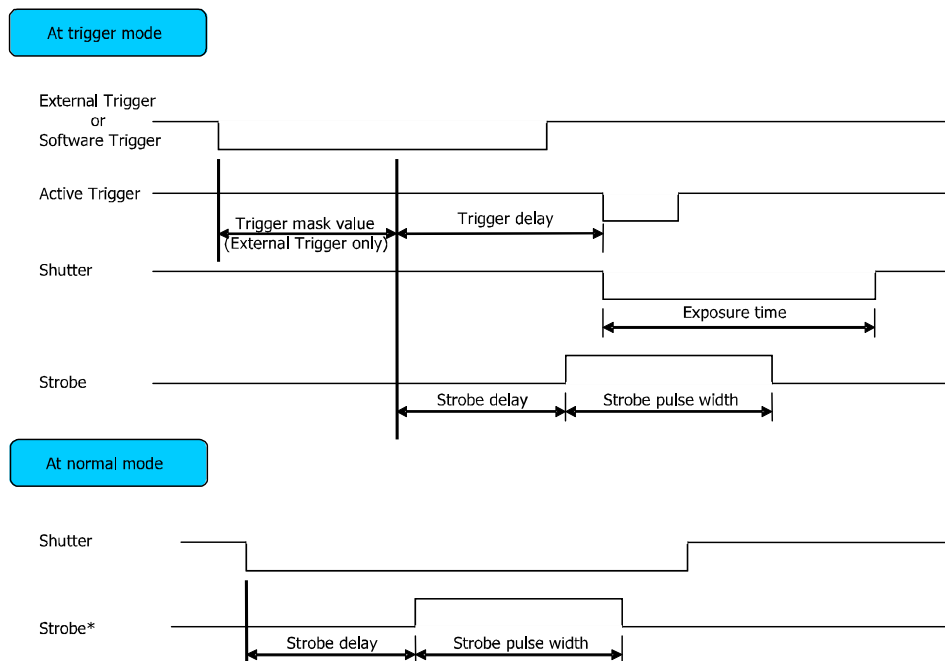 At trigger mode
External Trigger
or
Software Trigger
Active Trigger
Trigger mask value
(External Trigger only)
Trigger delay
Shutter
Exposure time
Strobe
Strobe delay
Strobe pulse width
At normal mode
Shutter
Strobe*
Strobe delay
Strobe pulse width